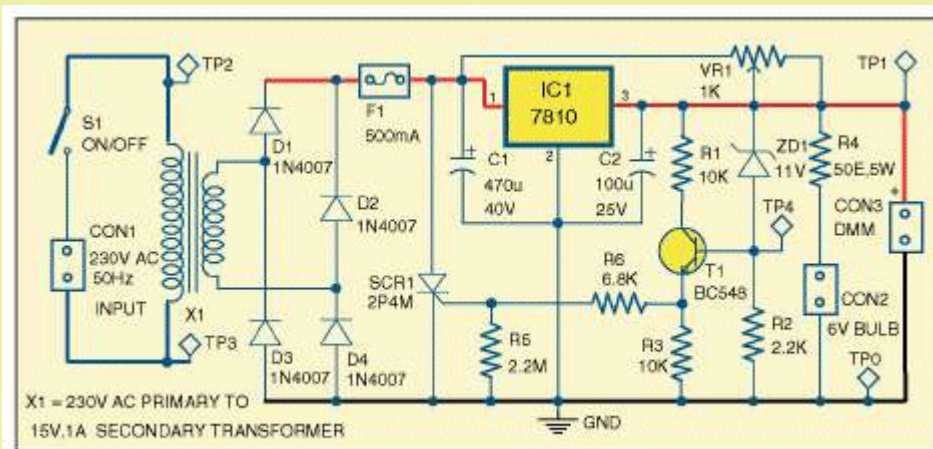 TP2
S1
ON/OFF
CON1
230V AC
50Hz
INPUT
X1
TP3
D1
1N4007
D2
1N4007
D3
1N4007
D4
1N4007
F1
500mA
C1
470u
40V
SCR1
2P4M
R5
2.2M
1
IC1
7810
3
2
C2
100u
25V
GND
R6
6.8K
VR1
1K
R1
10K
T1
BC548
R3
10K
ZD1
11V
TP4
R2
2.2K
R4
50E,5W
CON2
6V BULB
TP1
+
CON3
DMM
TP0
X1 = 230V AC PRIMARY TO
15V,1A SECONDARY TRANSFORMER